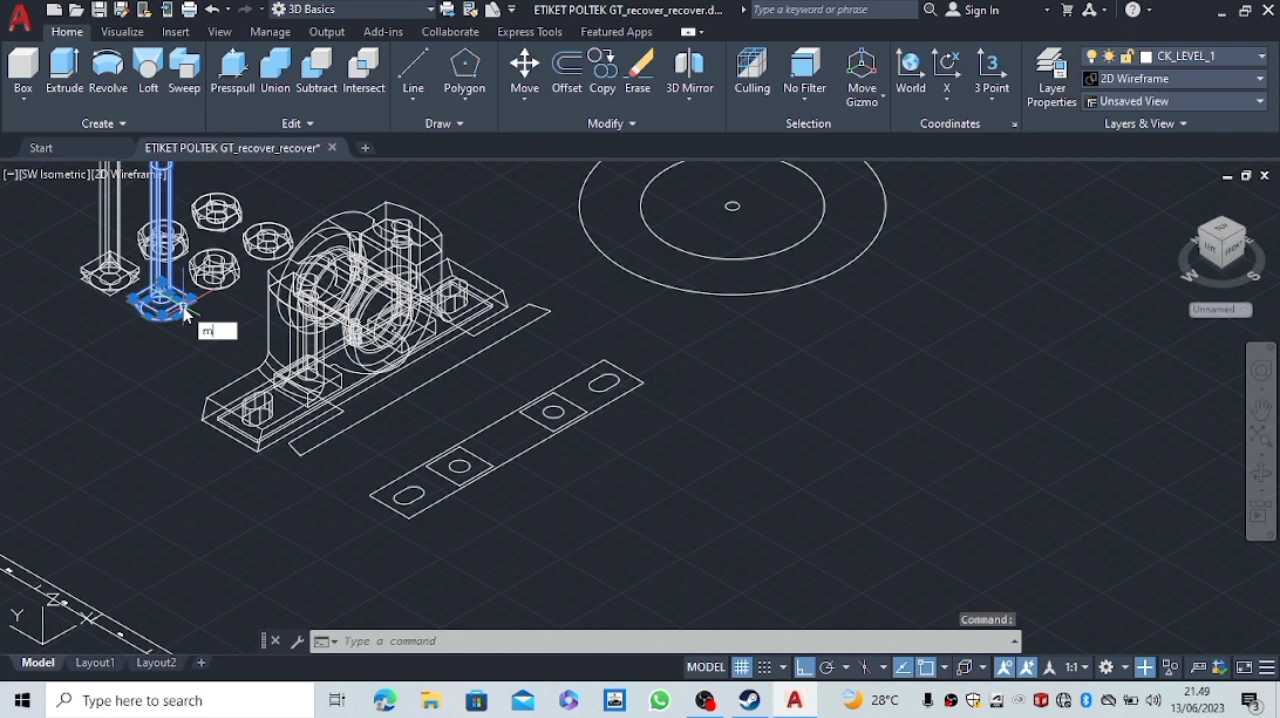 3D Basics
ETIKET POLTEK GT_recover_recover.d...
Type a keyword or phrase
Sign In
Home
Visualize
Insert
View
Manage
Output
Add-ins
Collaborate
Express Tools
Featured Apps
Box
Extrude
Revolve
Loft
Sweep
Presspull
Union
Subtract
Intersect
Line
Polygon
Move
Offset
Copy
Erase
3D Mirror
Culling
No Filter
Move Gizmo
World
X
3 Point
Layer Properties
CK_LEVEL_1
2D Wireframe
Unsaved View
Create
Edit
Draw
Modify
Selection
Coordinates
Layers & View
Start
ETIKET POLTEK GT_recover_recover*
[−][SW Isometric][2D Wireframe]
TOP
LEFT
FRONT
W
S
Unnamed
m
Y
Z
X
Command:
Type a command
Model
Layout1
Layout2
MODEL
1:1
Type here to search
28°C
21.49
13/06/2023
3